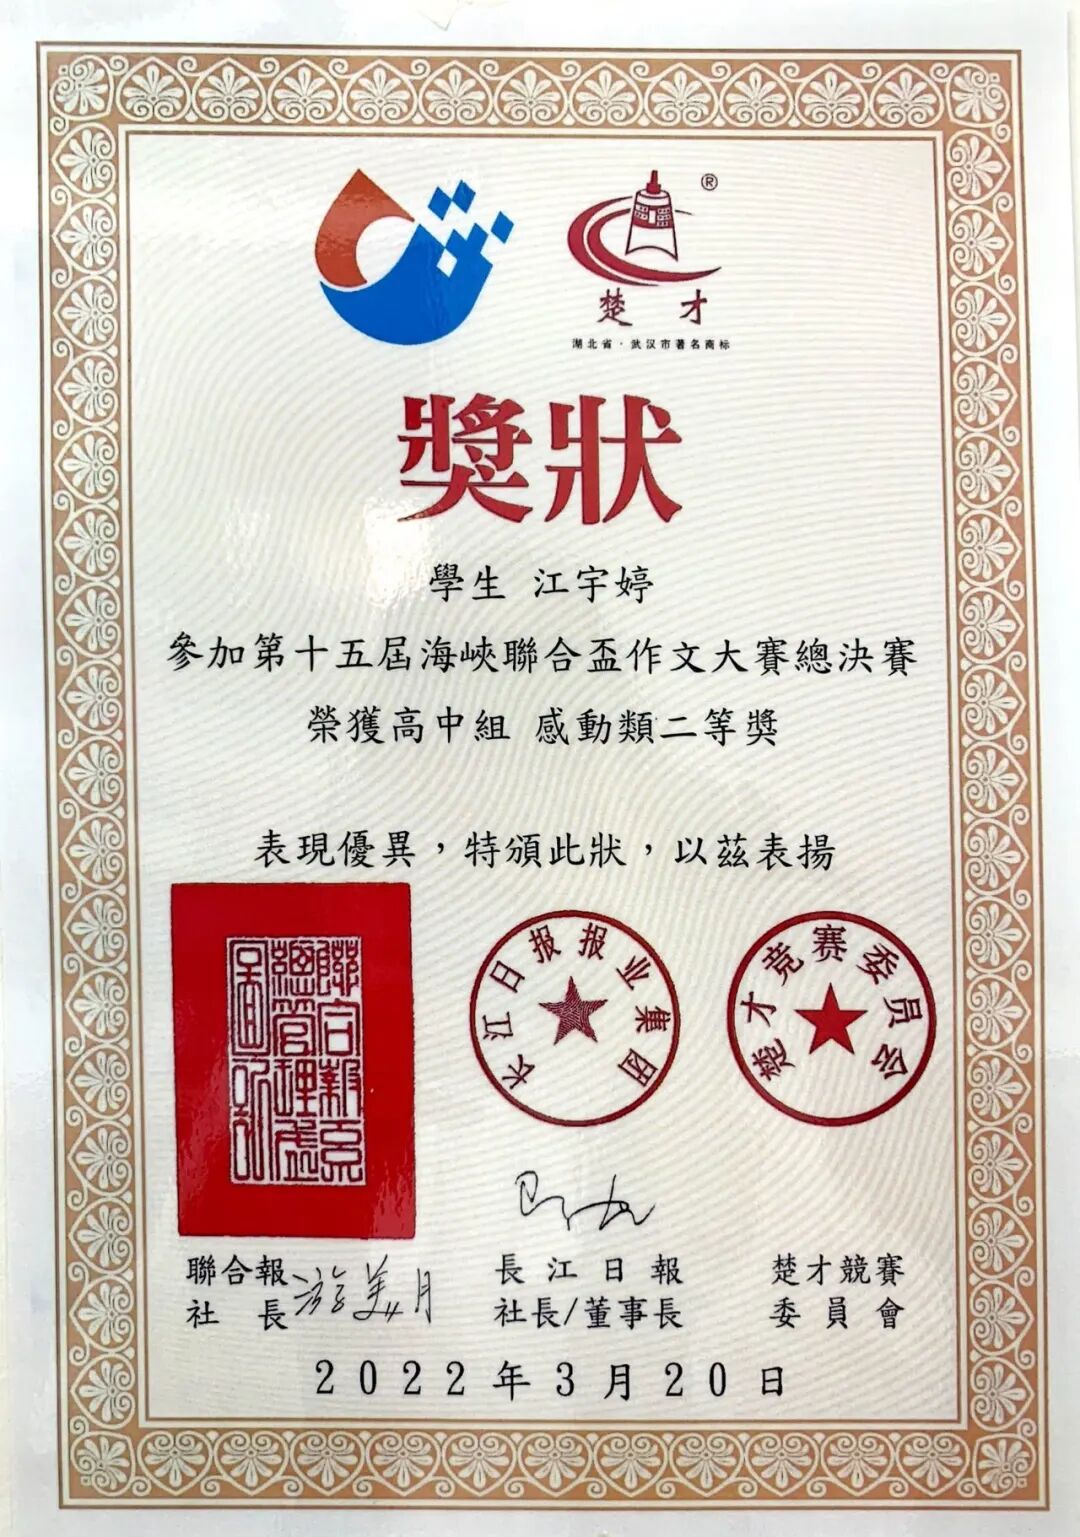 ®
楚才
湖北省·武汉市著名商标
獎狀
學生 江宇婷
參加第十五屆海峽聯合盃作文大賽總決賽
榮獲高中組 感動類二等獎
表現優異，特頒此狀，以茲表揚
長江日报报业集团
楚才竞赛委员会
聯合報
社長
游美月
長江日報
社長/董事長
楚才競賽
委員會
2022年3月20日